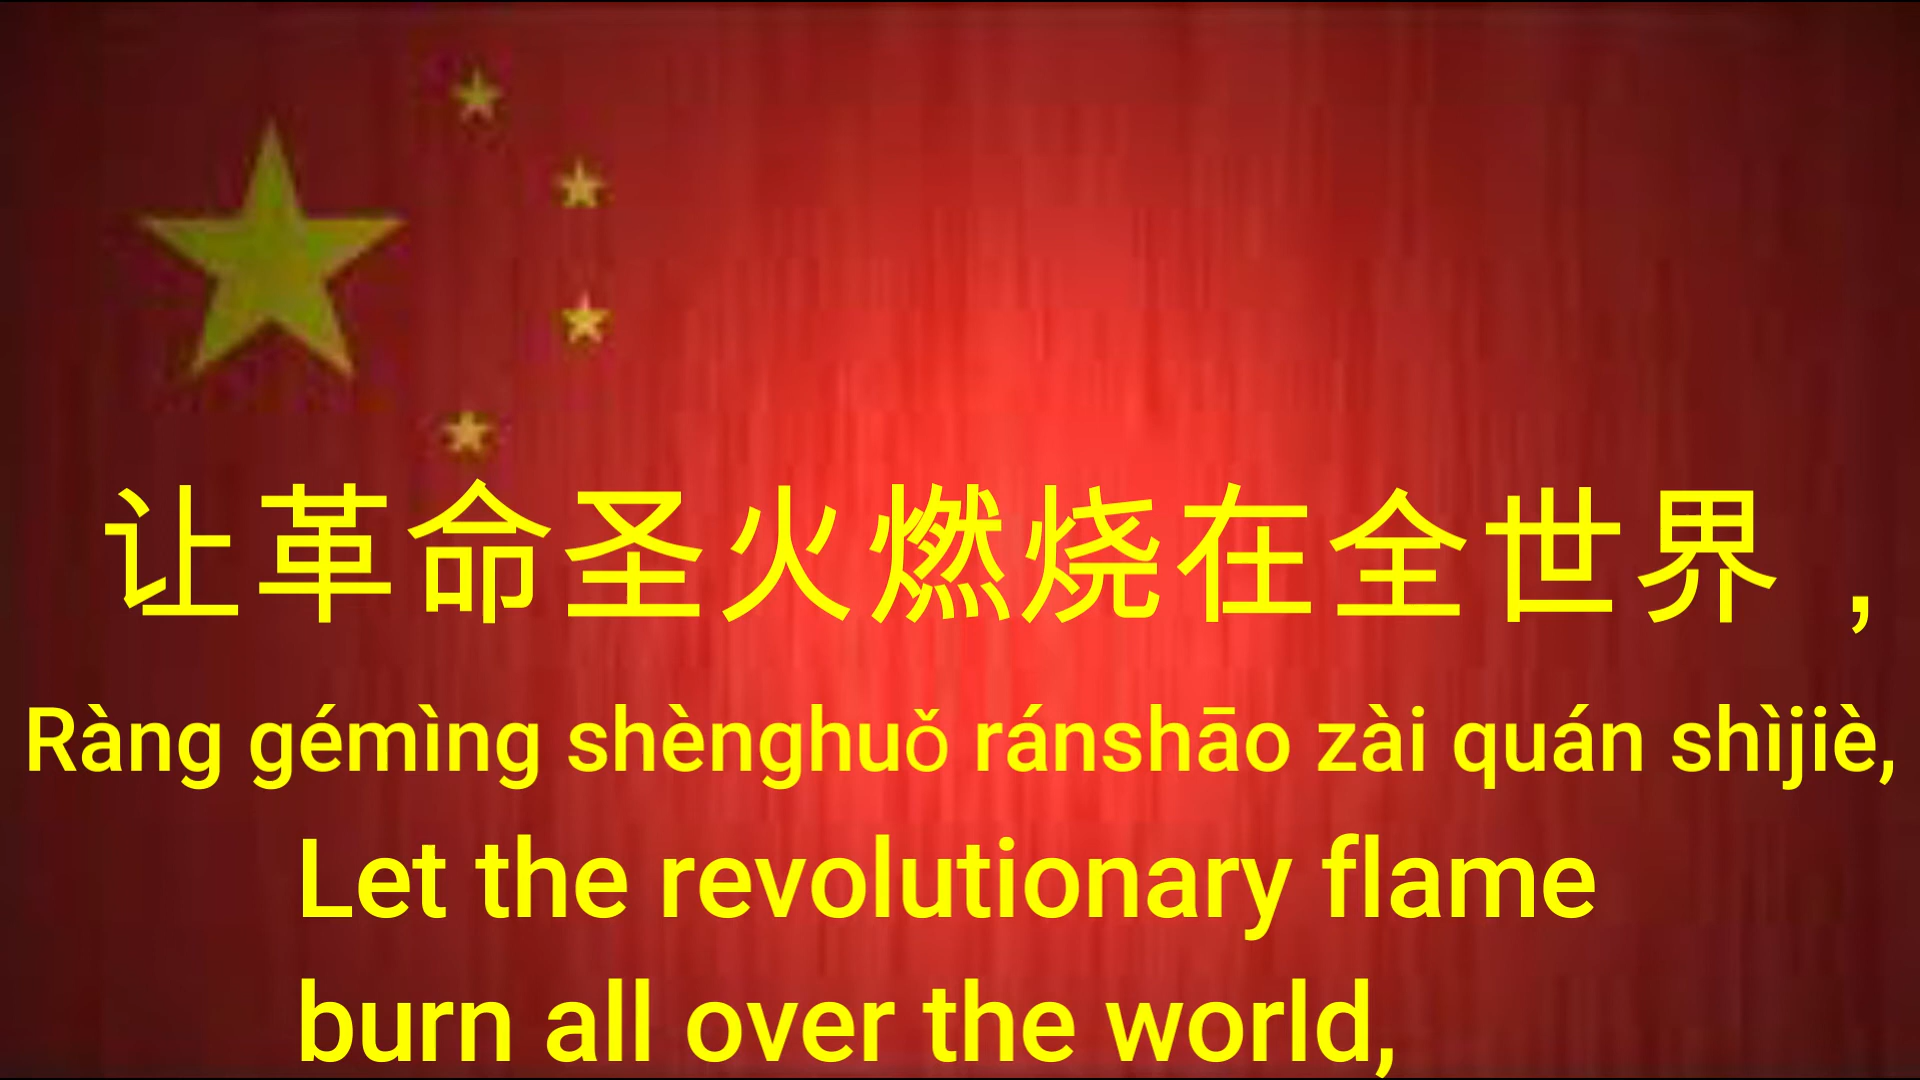 让革命圣火燃烧在全世界，
Ràng gémìng shènghuǒ ránshāo zài quán shìjiè,
Let the revolutionary flame
burn all over the world,